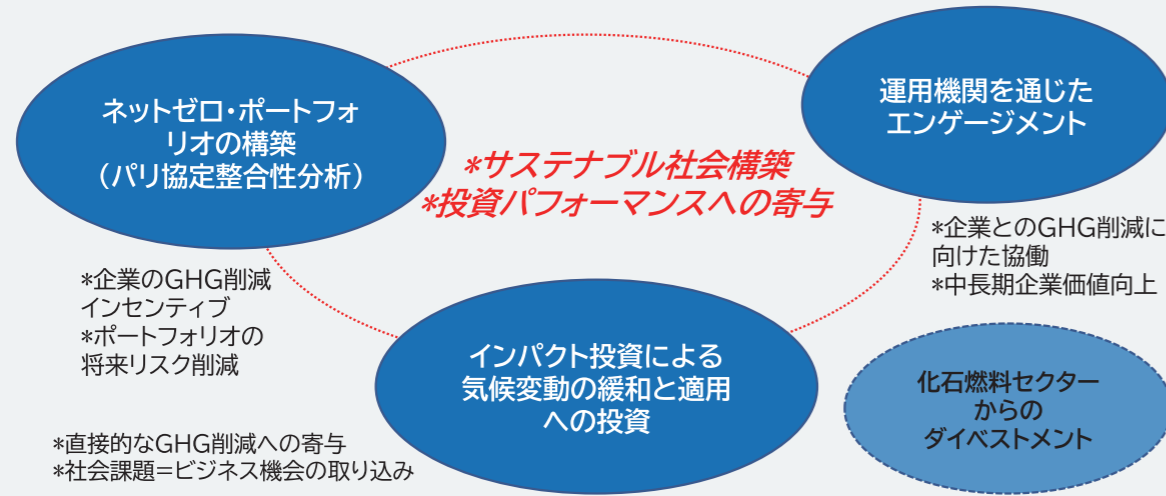 ネットゼロ・ポートフォ
リオの構築
（パリ協定整合性分析）
運用機関を通じた
エンゲージメント
*サステナブル社会構築
*投資パフォーマンスへの寄与
*企業とのGHG削減に
向けた協働
*中長期企業価値向上
*企業のGHG削減
インセンティブ
*ポートフォリオの
将来リスク削減
インパクト投資による
気候変動の緩和と適用
への投資
化石燃料セクター
からの
ダイベストメント
*直接的なGHG削減への寄与
*社会課題=ビジネス機会の取り込み